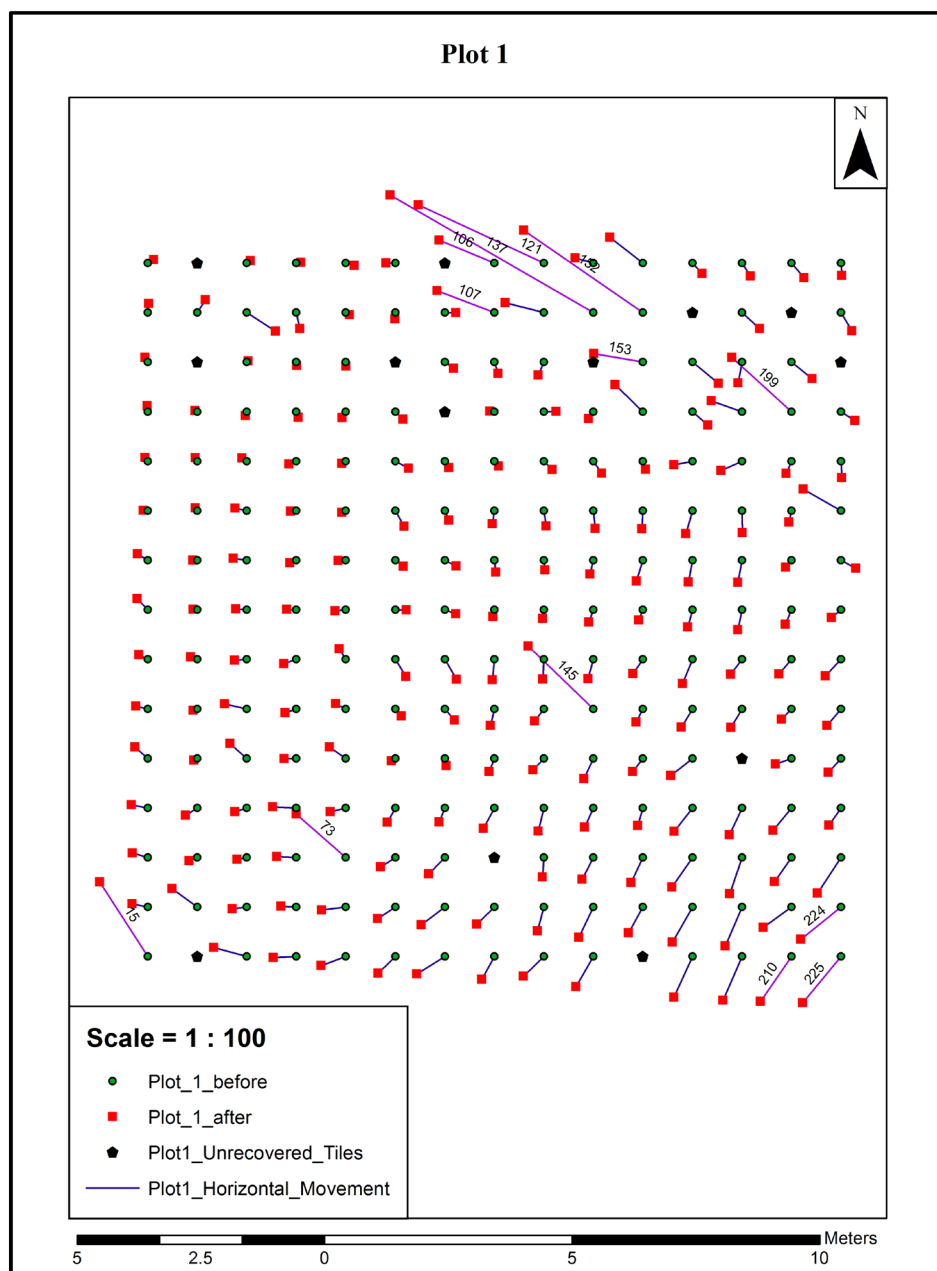 Plot 1
N
106
137
121
132
107
153
199
145
73
15
224
210
225
Scale = 1 : 100
Plot_1_before
Plot_1_after
Plot1_Unrecovered_Tiles
Plot1_Horizontal_Movement
Meters
5 2.5 0 5 10